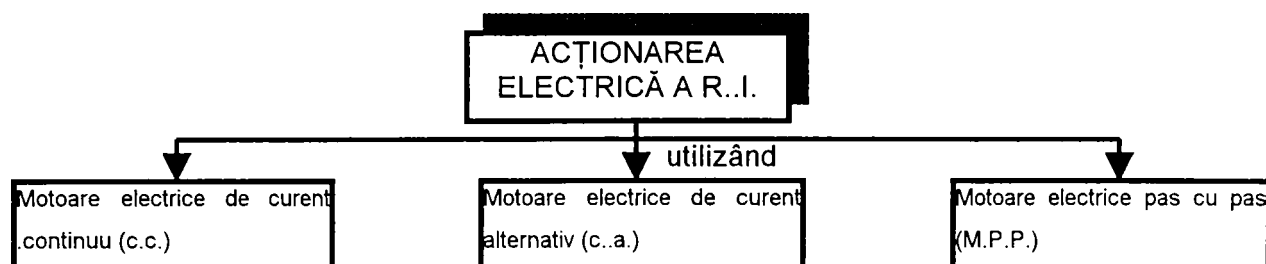 ACȚIONAREA
ELECTRICĂ A R..I.
utilizând
Motoare electrice de curent
.continuu (c.c.)
Motoare electrice de curent
alternativ (c..a.)
Motoare electrice pas cu pas
(M.P.P.)